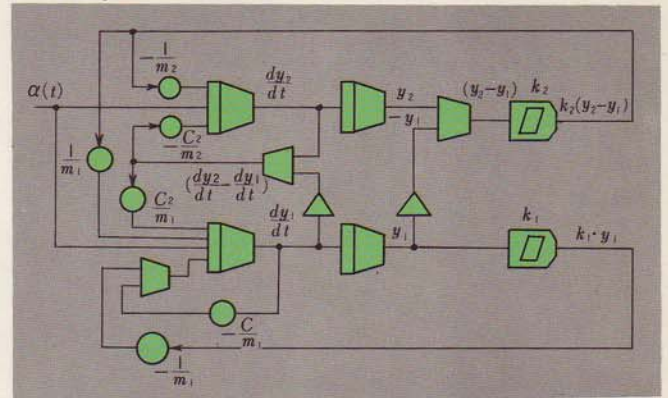 -1/m₂
dy₂/dt
α(t)
y₂
-y₁
(y₂-y₁)
k₂
k₂(y₂-y₁)
-C₂/m₂
1/m₁
(dy₂/dt-dy₁/dt)
C₂/m₁
dy₁/dt
y₁
k₁
k₁·y₁
-C/m₁
-1/m₁